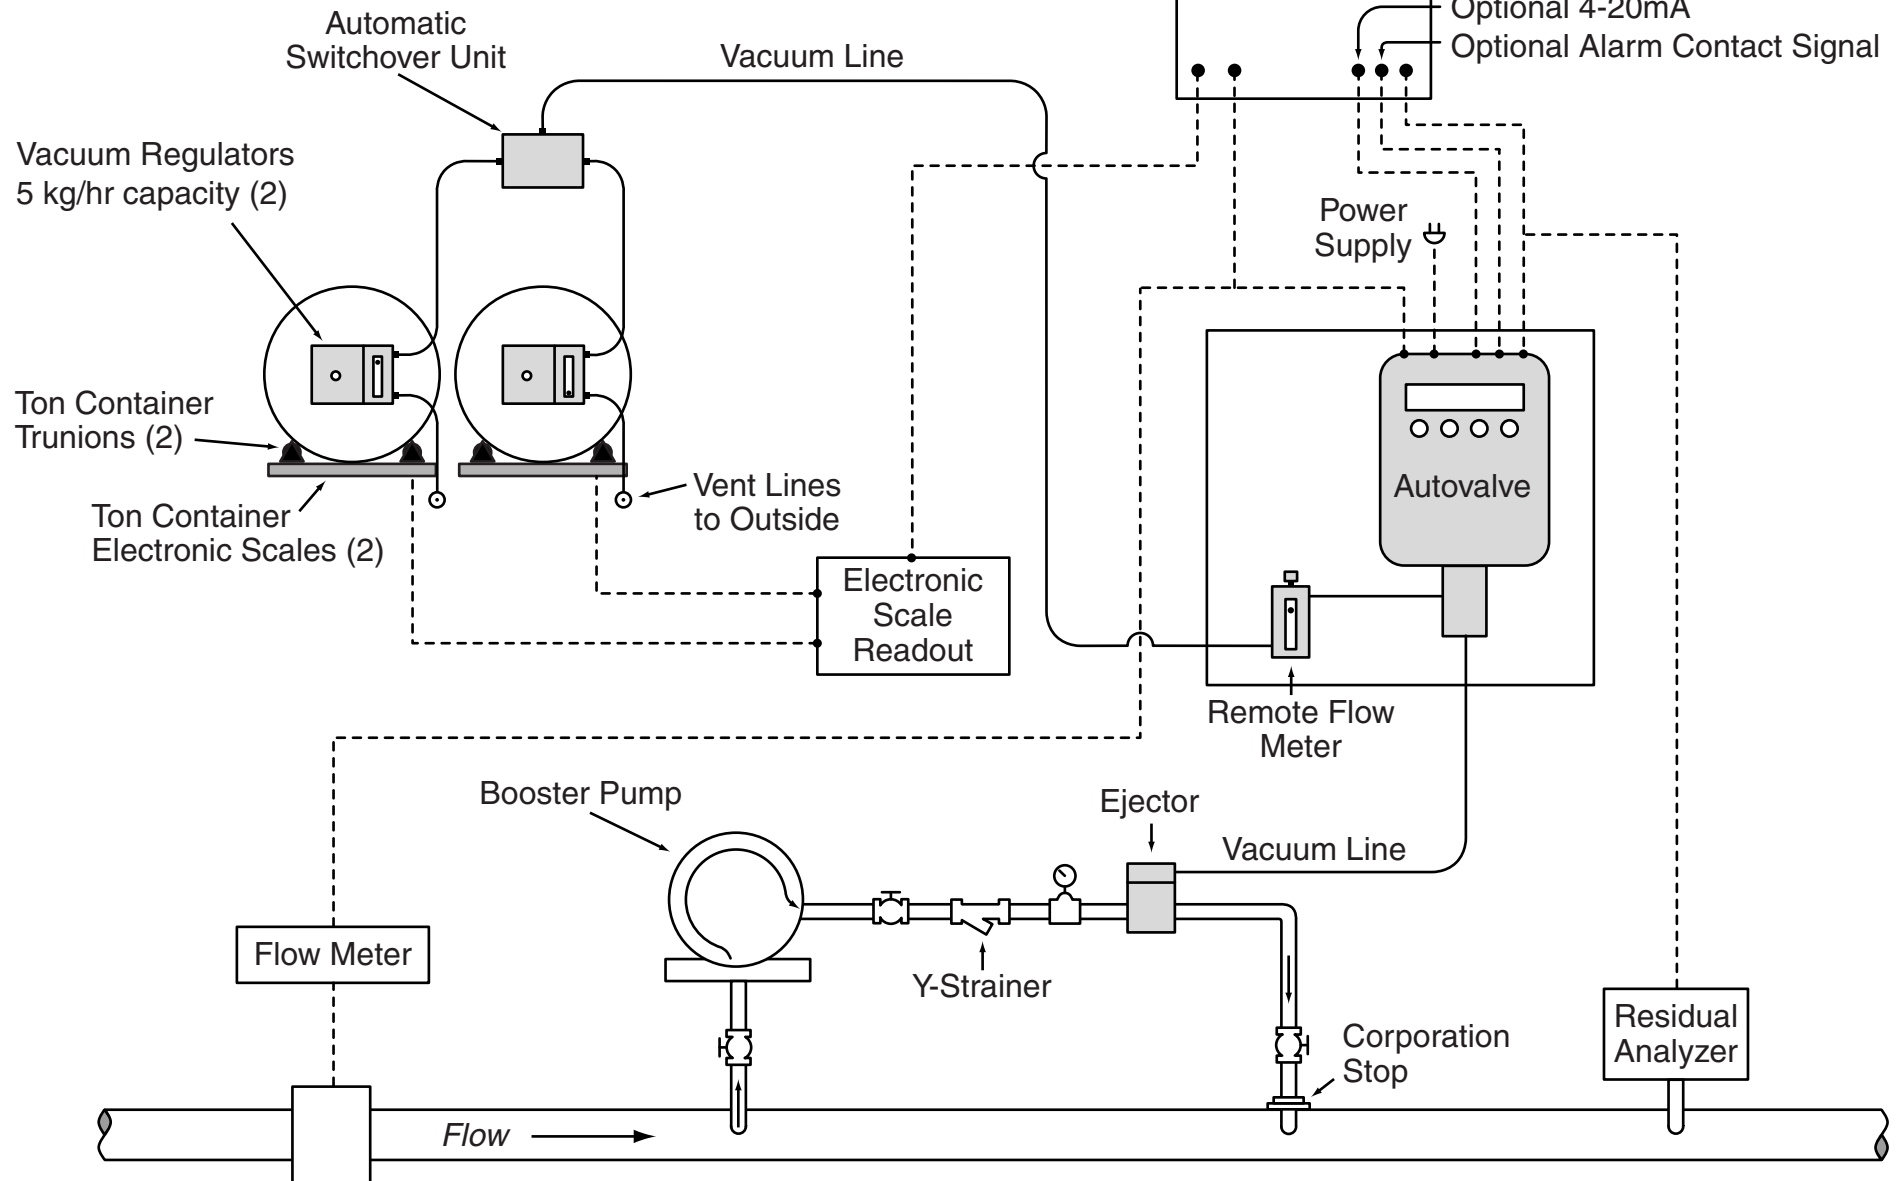 Automatic
Switchover Unit
Vacuum Line
Optional 4-20mA
Optional Alarm Contact Signal
Vacuum Regulators
5 kg/hr capacity (2)
Power
Supply
Ton Container
Trunions (2)
Autovalve
Vent Lines
to Outside
Ton Container
Electronic Scales (2)
Electronic
Scale
Readout
Remote Flow
Meter
Booster Pump
Ejector
Vacuum Line
Flow Meter
Y-Strainer
Corporation
Stop
Residual
Analyzer
Flow